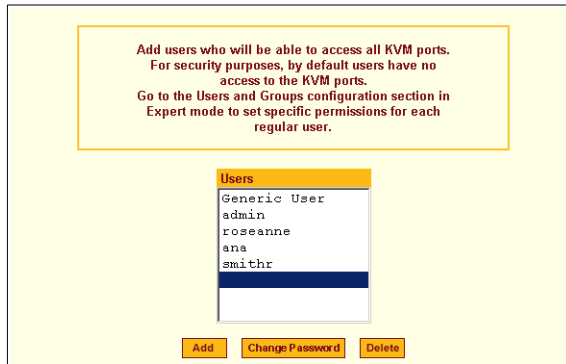 Add users who will be able to access all KVM ports.
For security purposes, by default users have no
access to the KVM ports.
Go to the Users and Groups configuration section in
Expert mode to set specific permissions for each
regular user.
Users
Generic User
admin
roseanne
ana
smithr
Add Change Password Delete